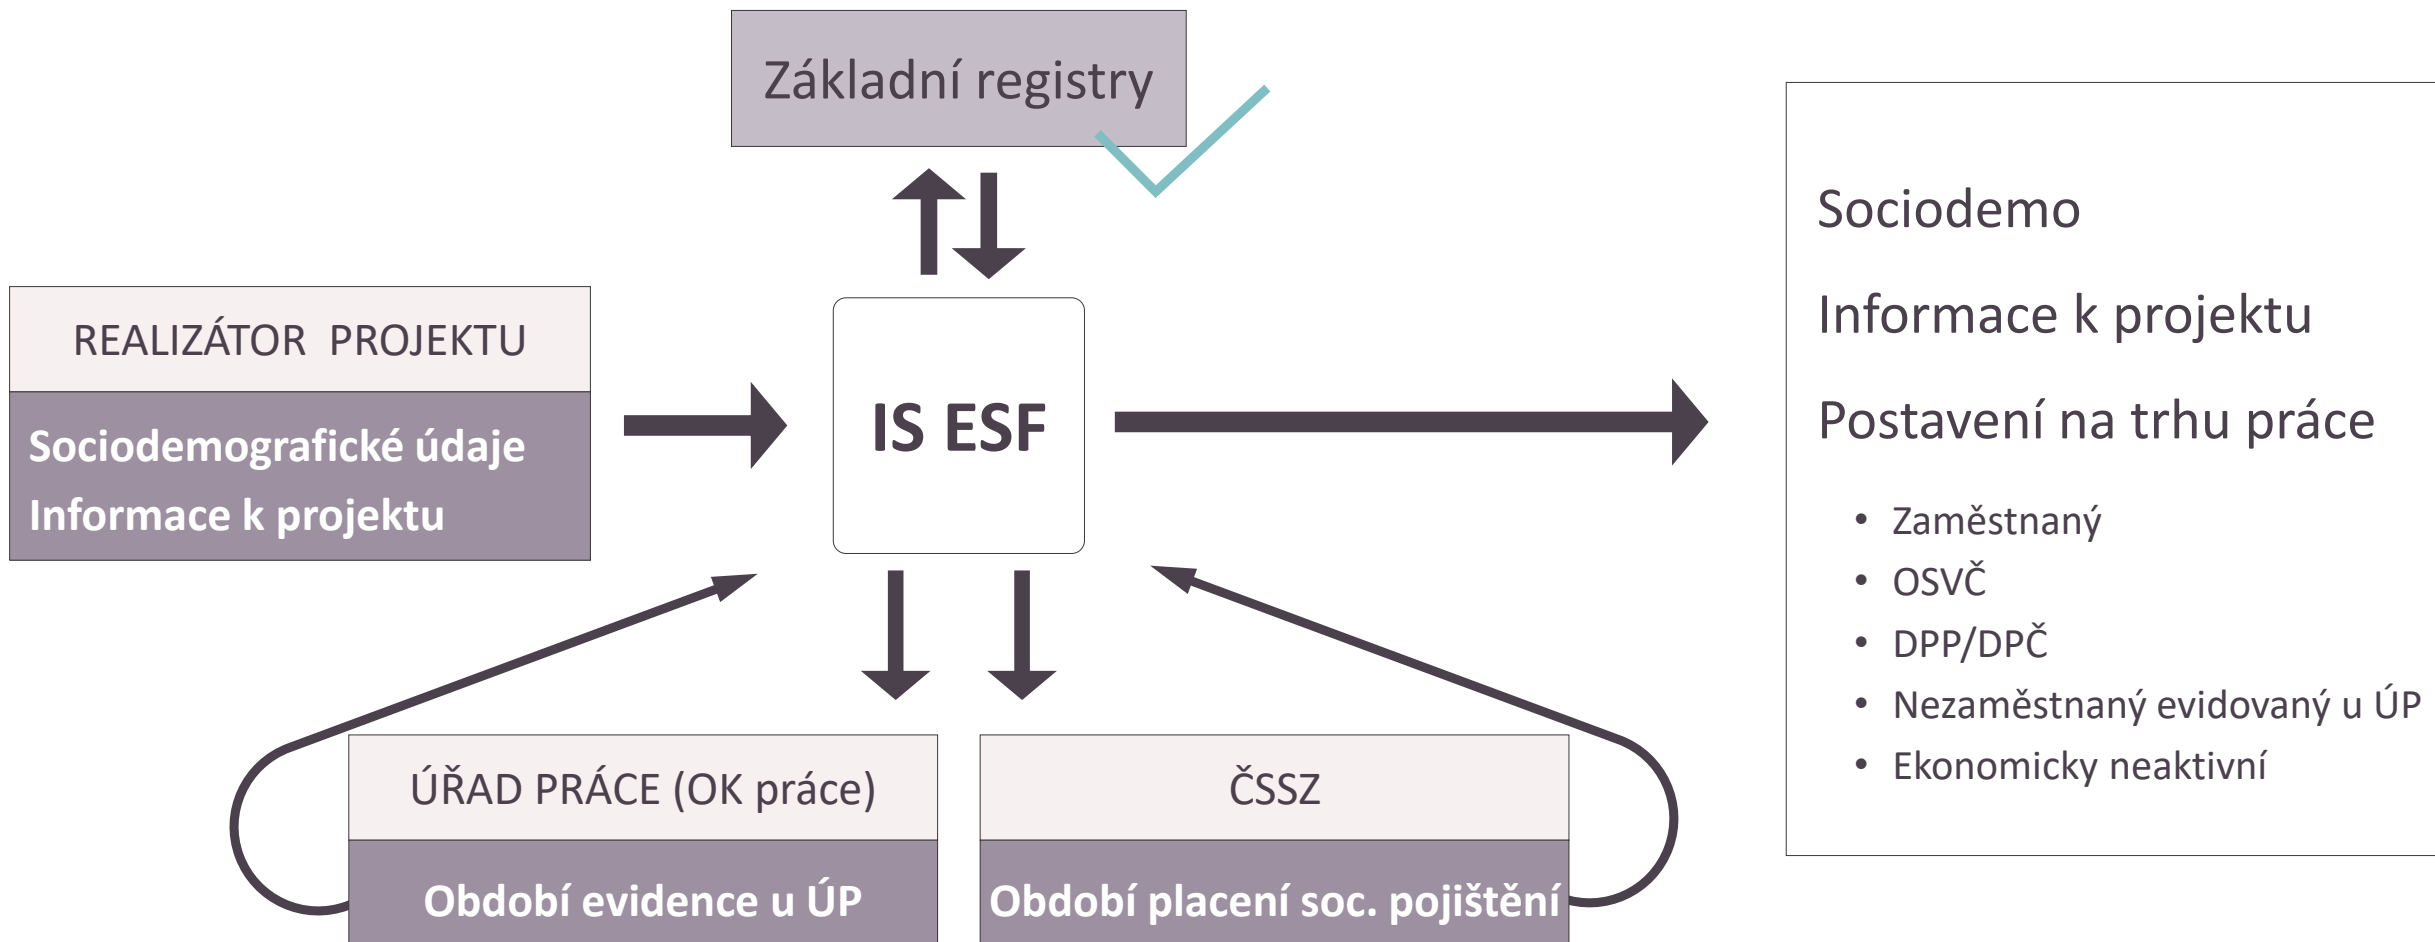 Základní registry
REALIZÁTOR PROJEKTU
Sociodemografické údaje
Informace k projektu
IS ESF
ÚŘAD PRÁCE (OK práce)
Období evidence u ÚP
ČSSZ
Období placení soc. pojištění
Sociodemo
Informace k projektu
Postavení na trhu práce
• Zaměstnaný
• OSVČ
• DPP/DPČ
• Nezaměstnaný evidovaný u ÚP
• Ekonomicky neaktivní